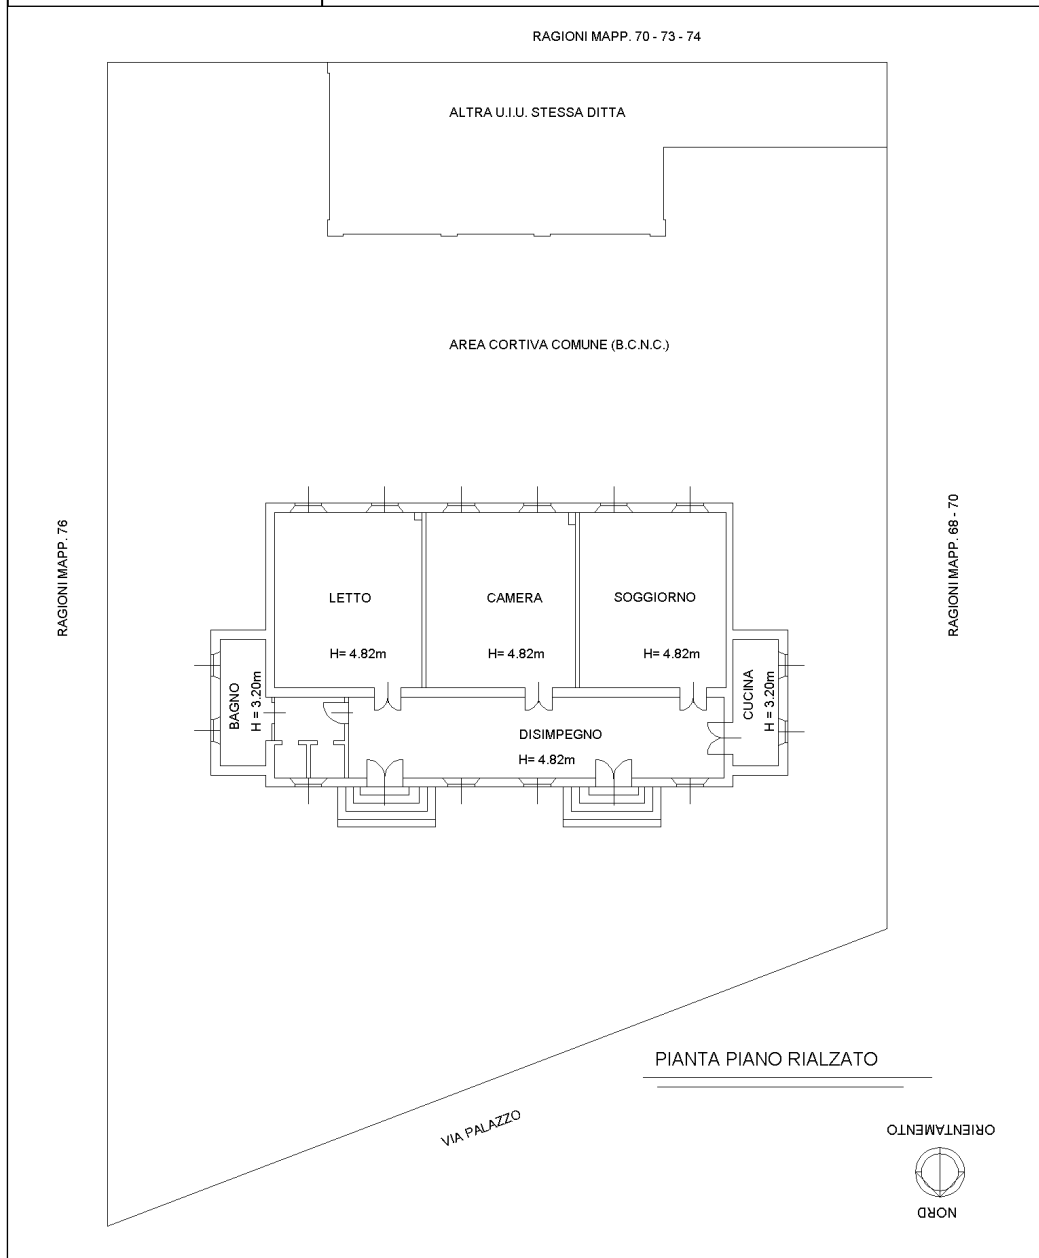 RAGIONI MAPP. 70 - 73 - 74
ALTRA U.I.U. STESSA DITTA
AREA CORTIVA COMUNE (B.C.N.C.)
RAGIONI MAPP. 76
RAGIONI MAPP. 68 - 70
LETTO
CAMERA
SOGGIORNO
H= 4.82m
H= 4.82m
H= 4.82m
BAGNO
H = 3.20m
CUCINA
H = 3.20m
DISIMPEGNO
H= 4.82m
PIANTA PIANO RIALZATO
VIA PALAZZO
ORIENTAMENTO
NORD